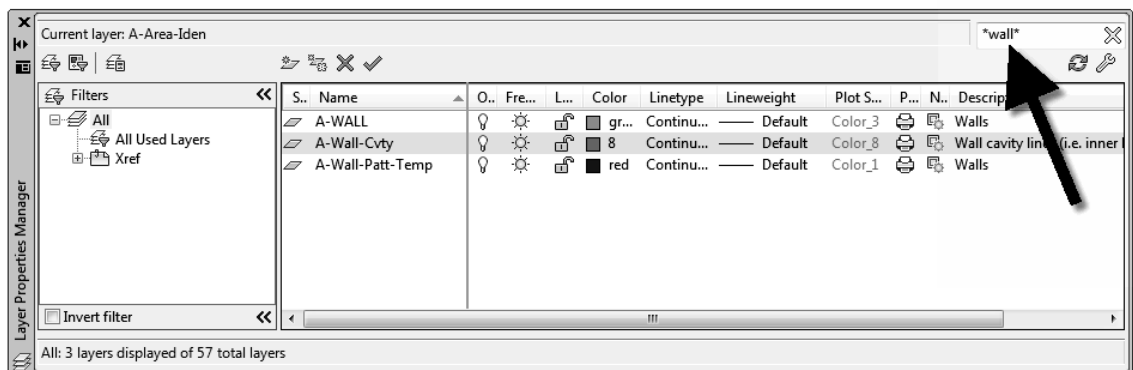 Current layer: A-Area-Iden
*wall*
Filters
S.. Name O.. Fre... L... Color Linetype Lineweight Plot S... P... N.. Descrip
All
All Used Layers
Xref
A-WALL gr... Continu... Default Color_3 Walls
A-Wall-Cvty 8 Continu... Default Color_8 Wall cavity (i.e. inner
A-Wall-Patt-Temp red Continu... Default Color_1 Walls
Invert filter
All: 3 layers displayed of 57 total layers
Layer Properties Manager